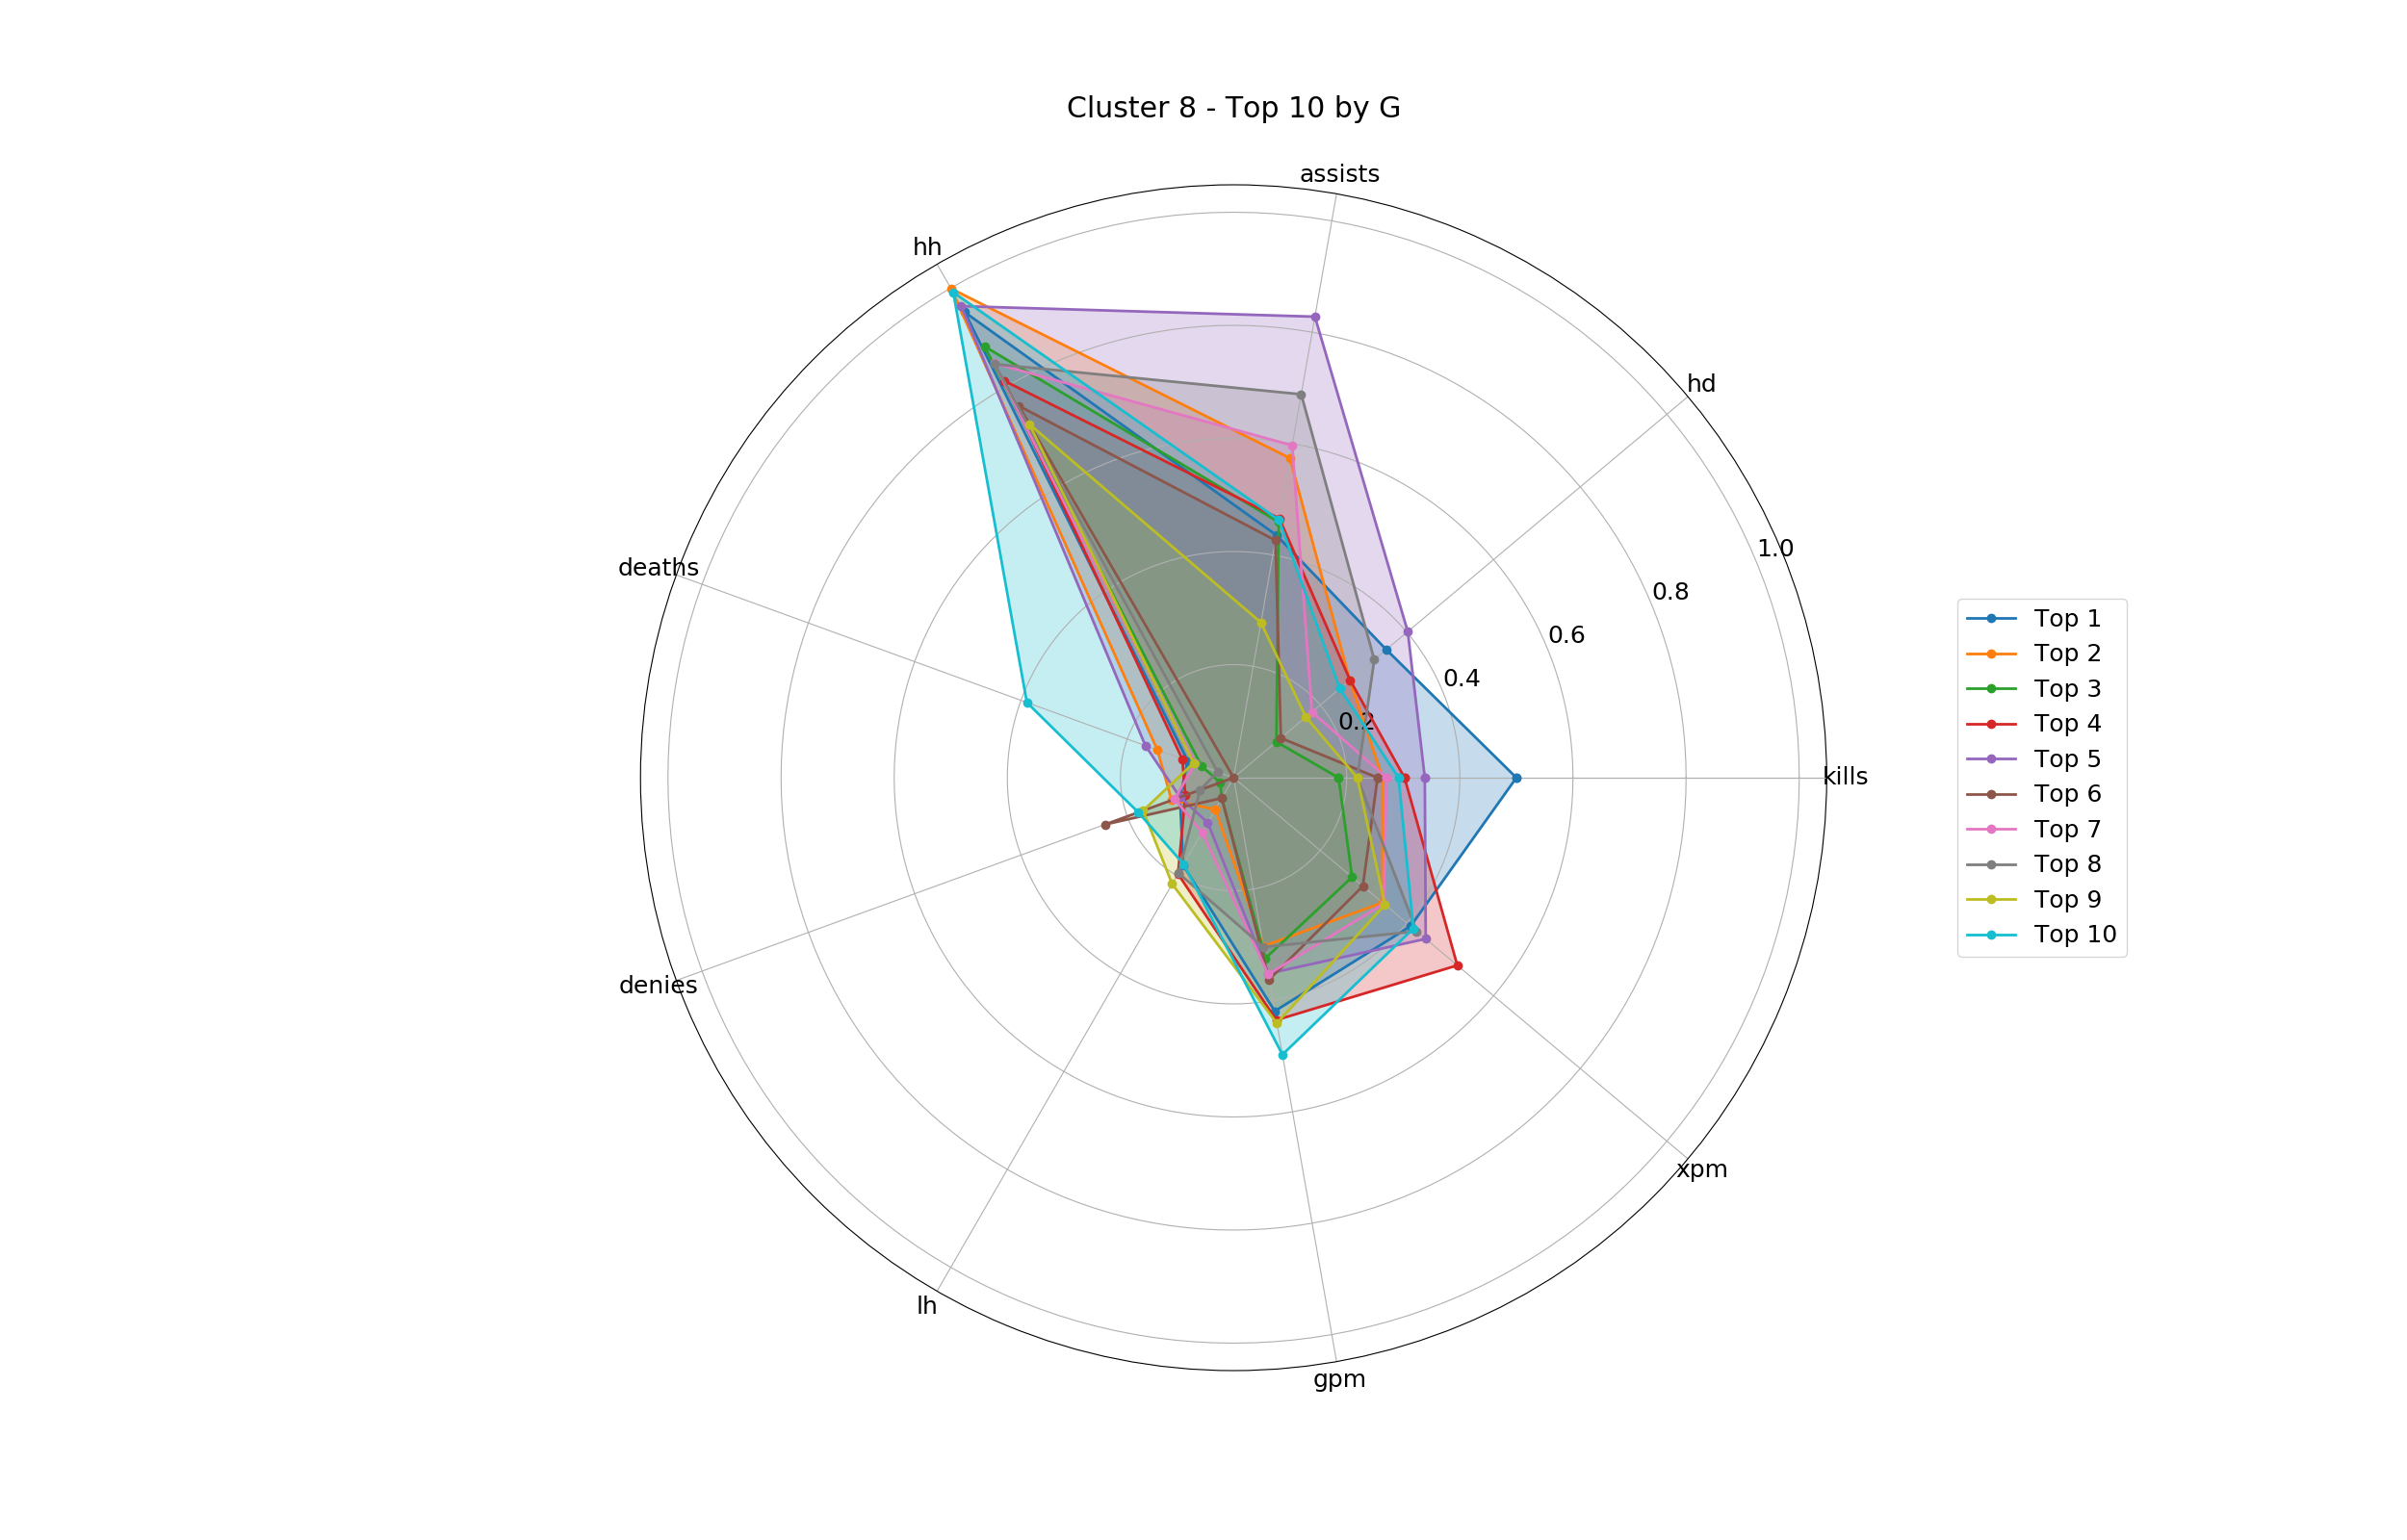 Cluster 8 - Top 10 by G
assists
hh
hd
deaths
1.0
0.8
0.6
0.4
0.2
kills
denies
xpm
lh
gpm
Top 1
Top 2
Top 3
Top 4
Top 5
Top 6
Top 7
Top 8
Top 9
Top 10